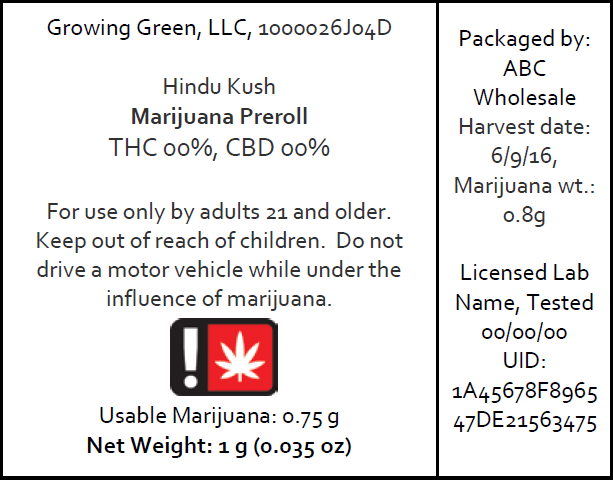 Growing Green, LLC, 1000026J04D
Hindu Kush
Marijuana Preroll
THC 00%, CBD 00%
For use only by adults 21 and older.
Keep out of reach of children.  Do not
drive a motor vehicle while under the
influence of marijuana.
!
Usable Marijuana: 0.75 g
Net Weight: 1 g (0.035 oz)
Packaged by:
ABC
Wholesale
Harvest date:
6/9/16,
Marijuana wt.:
0.8g
Licensed Lab
Name, Tested
00/00/00
UID:
1A45678F8965
47DE21563475